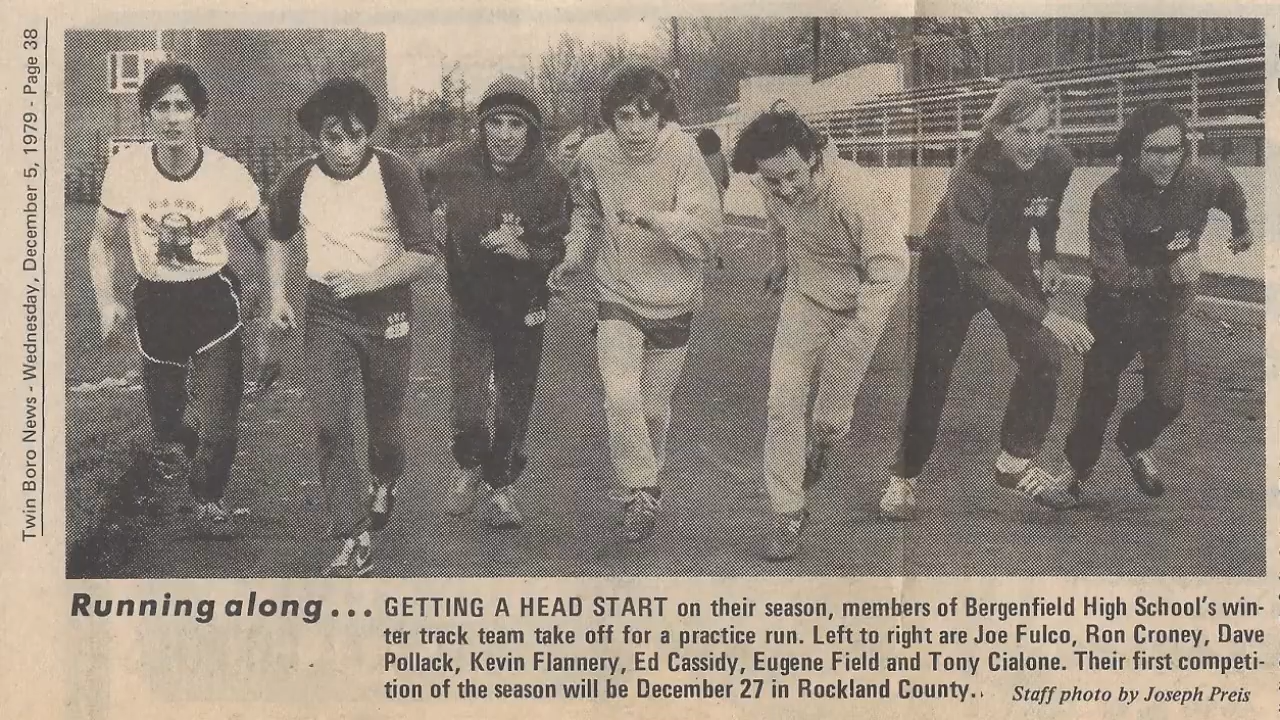 Twin Boro News - Wednesday, December 5, 1979 - Page 38
Running along... GETTING A HEAD START on their season, members of Bergenfield High School's win-
ter track team take off for a practice run. Left to right are Joe Fulco, Ron Croney, Dave
Pollack, Kevin Flannery, Ed Cassidy, Eugene Field and Tony Cialone. Their first competi-
tion of the season will be December 27 in Rockland County.. Staff photo by Joseph Preis